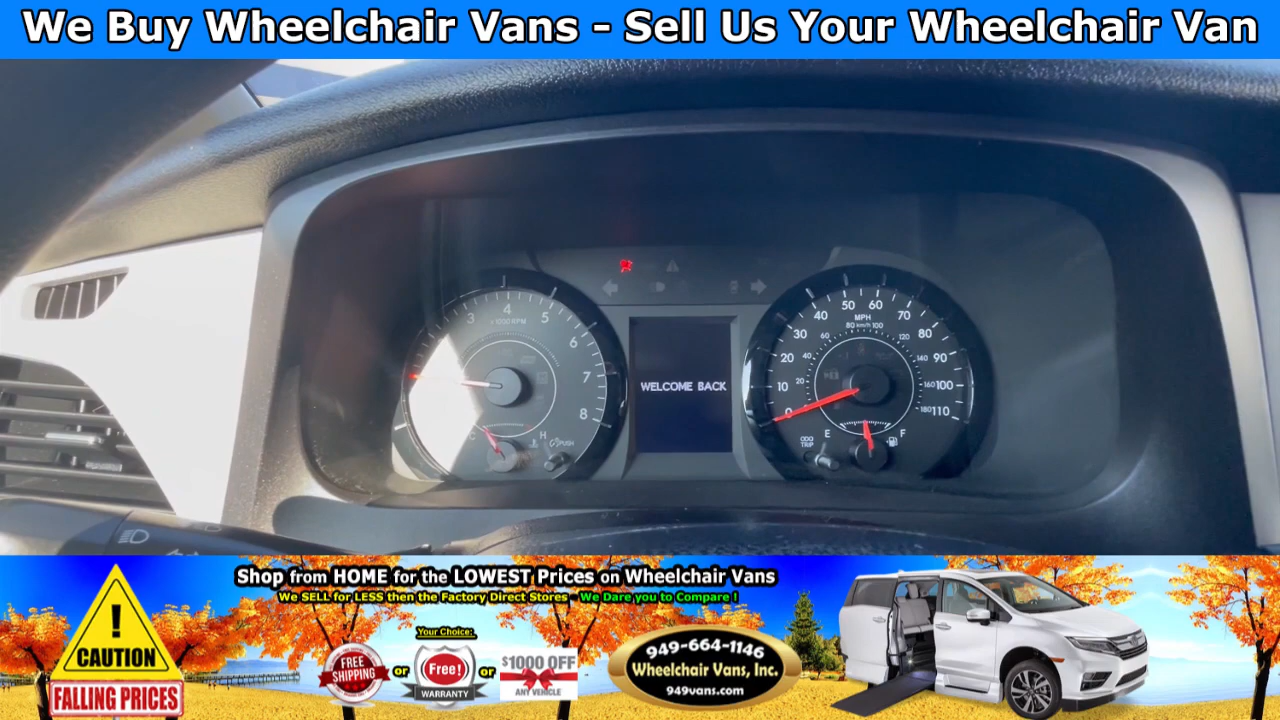 We Buy Wheelchair Vans - Sell Us Your Wheelchair Van
3 4 5 6 7 8
x1000 RPM
C H
PUSH
WELCOME BACK
0 10 20 30 40 50 60 70 80 90 100 110
MPH
80 km/h 100
20 40 60 120 140 160 180
ODO
TRIP
E F
Shop from HOME for the LOWEST Prices on Wheelchair Vans
We SELL for LESS then the Factory Direct Stores - We Dare you to Compare !
!
CAUTION
FALLING PRICES
Your Choice:
FREE
SHIPPING
or
Free!
WARRANTY
or
$1000 OFF
ANY VEHICLE
949-664-1146
Wheelchair Vans, Inc.
949vans.com